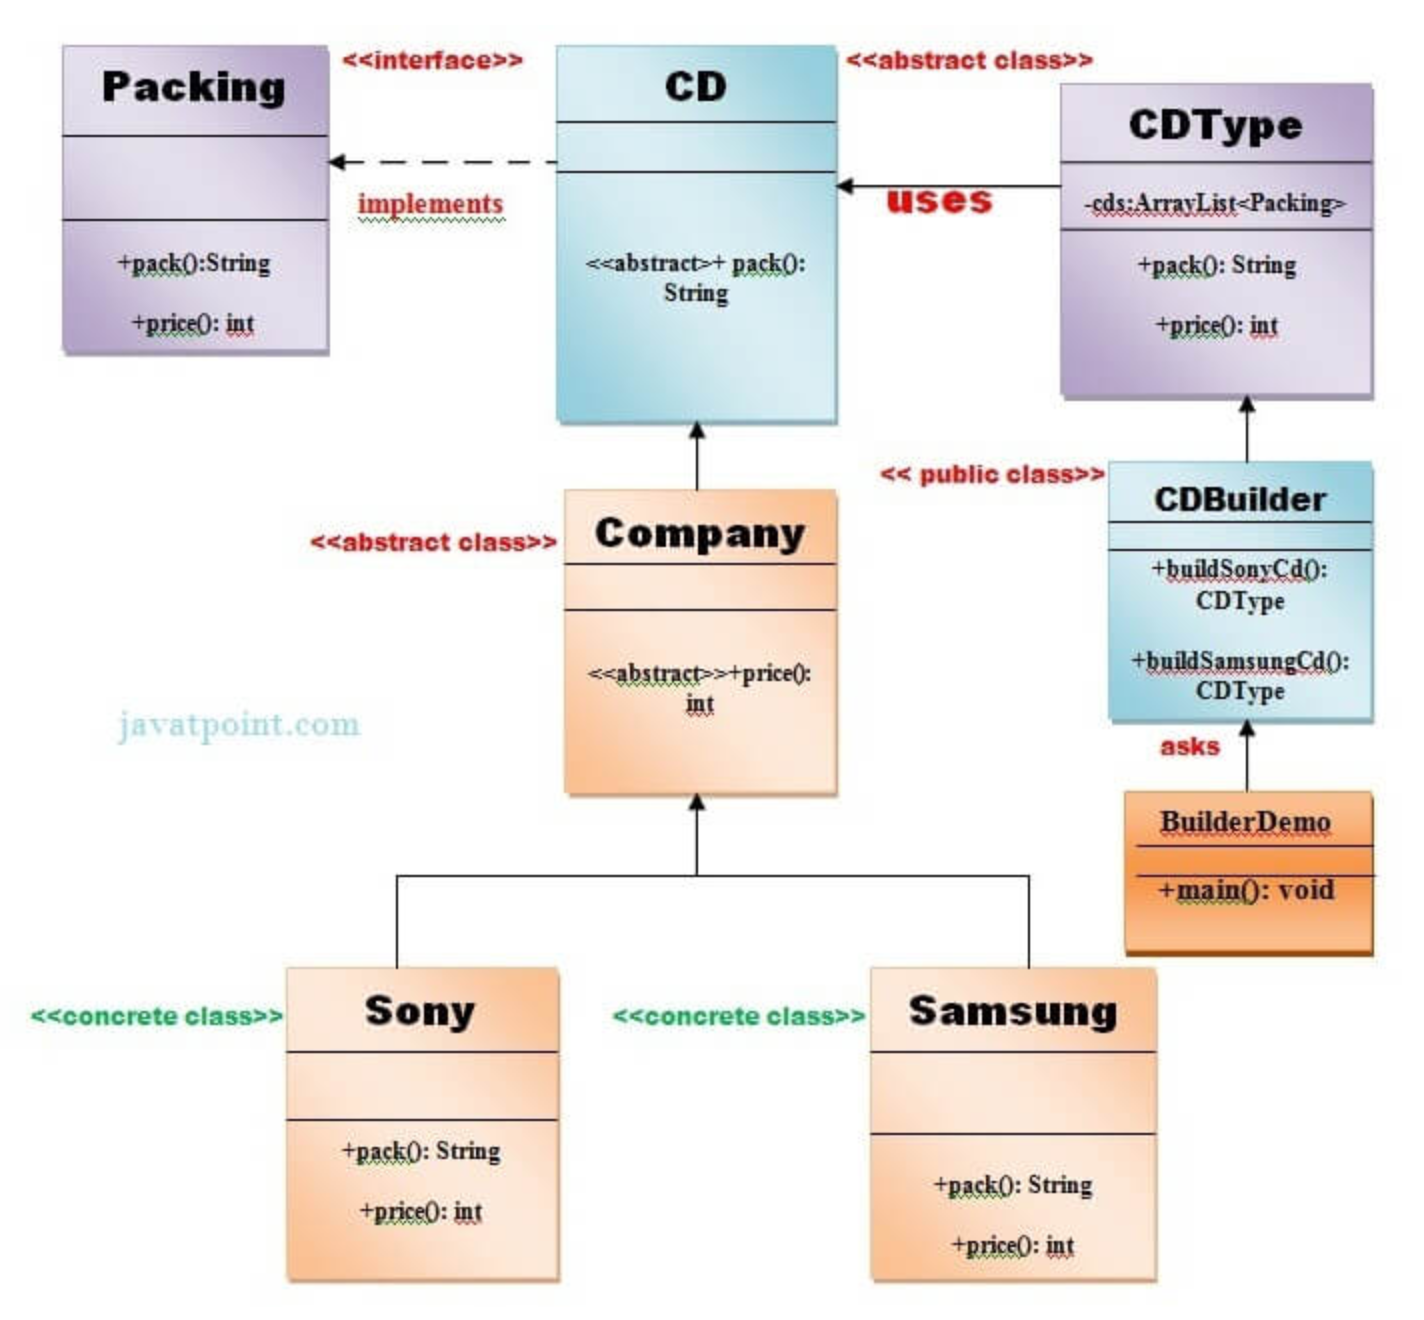 Packing
<<interface>>
+pack():String
+price(): int
implements
CD
<<abstract>+ pack():
String
<<abstract class>>
uses
CDType
-cds:ArrayList<Packing>
+pack(): String
+price(): int
<< public class>>
CDBuilder
+buildSonyCd():
CDType
+buildSamsungCd():
CDType
asks
BuilderDemo
+main(): void
<<abstract class>>
Company
<<abstract>>+price():
int
javatpoint.com
<<concrete class>>
Sony
+pack(): String
+price(): int
<<concrete class>>
Samsung
+pack(): String
+price(): int